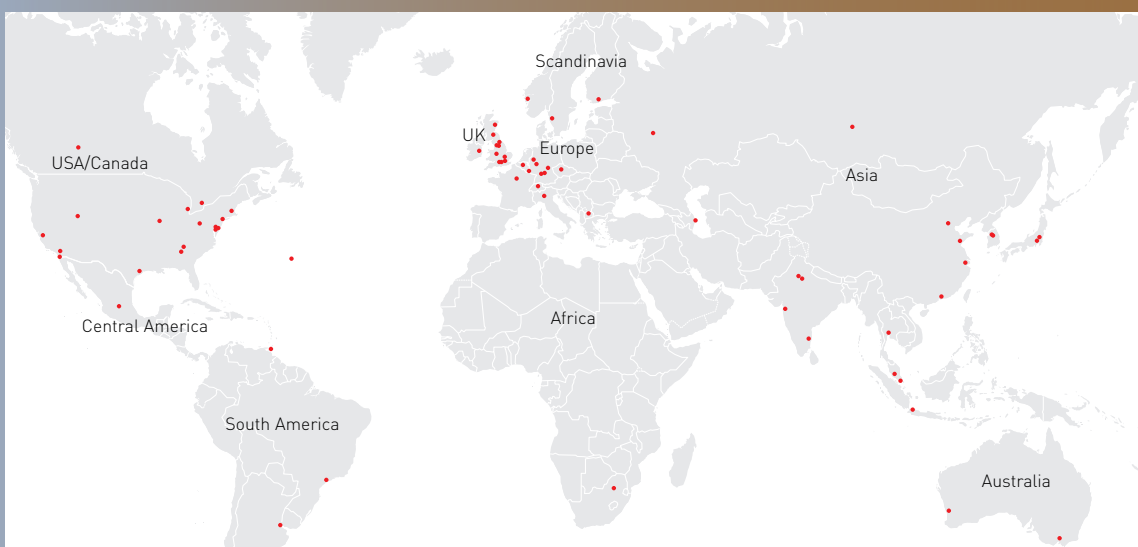 Scandinavia
UK
Europe
USA/Canada
Asia
Africa
Central America
South America
Australia